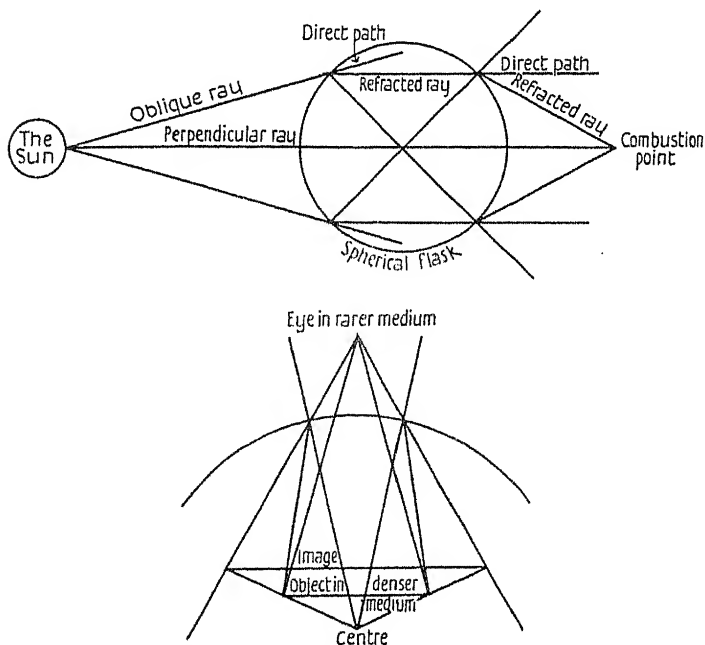 Direct path
Direct path
Oblique ray
Refracted ray
Refracted ray
The
Sun
Perpendicular ray
Combustion
point
Spherical flask
Eye in rarer medium
Image
Object in denser
medium
Centre